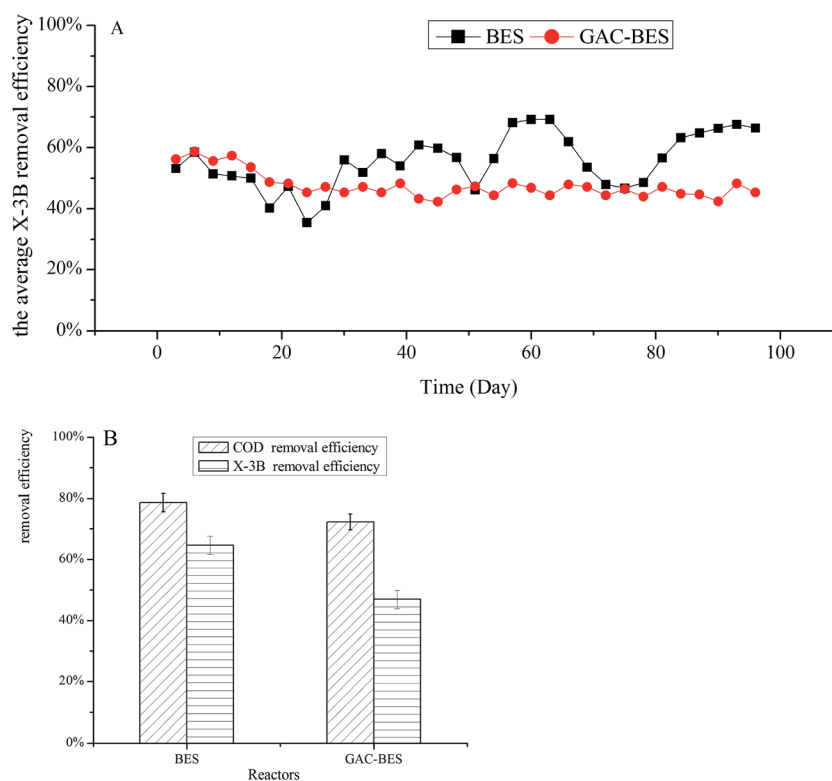 A
BES GAC-BES
100%
80%
60%
40%
20%
0%
the average X-3B removal efficiency
0 20 40 60 80 100
Time (Day)
B
COD removal efficiency
X-3B removal efficiency
100%
80%
60%
40%
20%
0%
removal efficiency
BES GAC-BES
Reactors